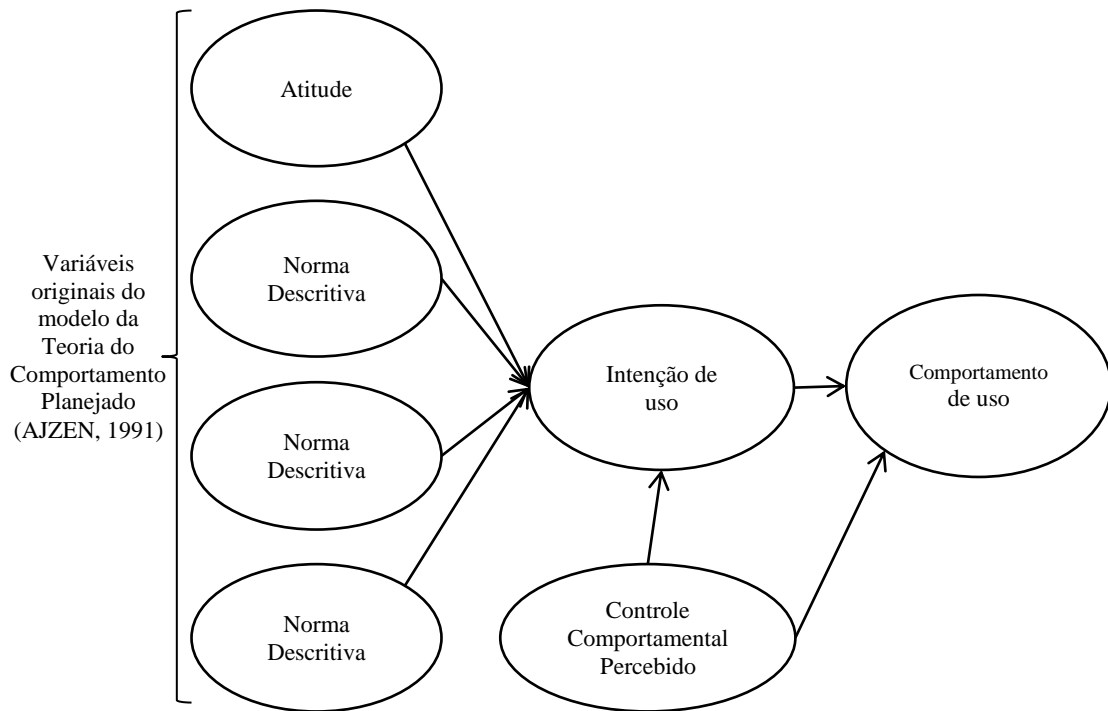 Variáveis
originais do
modelo da
Teoria do
Comportamento
Planejado
(AJZEN, 1991)
Atitude
Norma
Descritiva
Norma
Descritiva
Norma
Descritiva
Intenção de
uso
Controle
Comportamental
Percebido
Comportamento
de uso